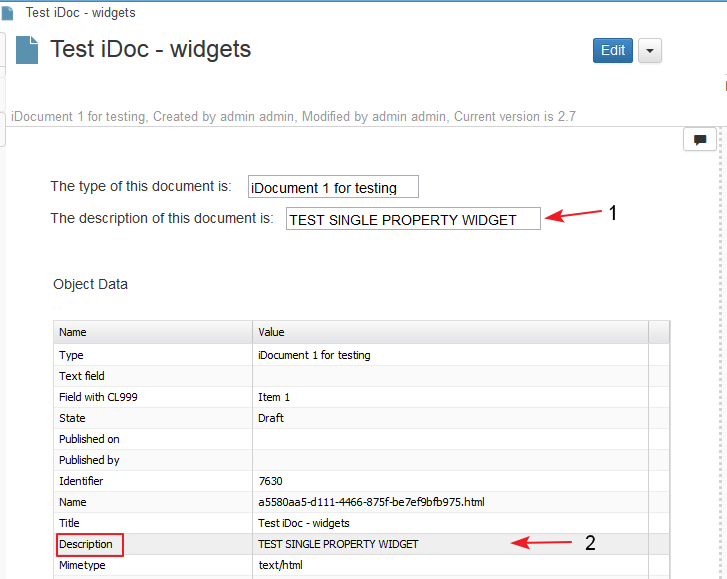 Test iDoc - widgets
Test iDoc - widgets
Edit
iDocument 1 for testing, Created by admin admin, Modified by admin admin, Current version is 2.7
The type of this document is: iDocument 1 for testing
The description of this document is: TEST SINGLE PROPERTY WIDGET 1
Object Data
Name Value
Type iDocument 1 for testing
Text field
Field with CL999 Item 1
State Draft
Published on
Published by
Identifier 7630
Name a5580aa5-d111-4466-875f-be7ef9bfb975.html
Title Test iDoc - widgets
Description TEST SINGLE PROPERTY WIDGET 2
Mimetype text/html